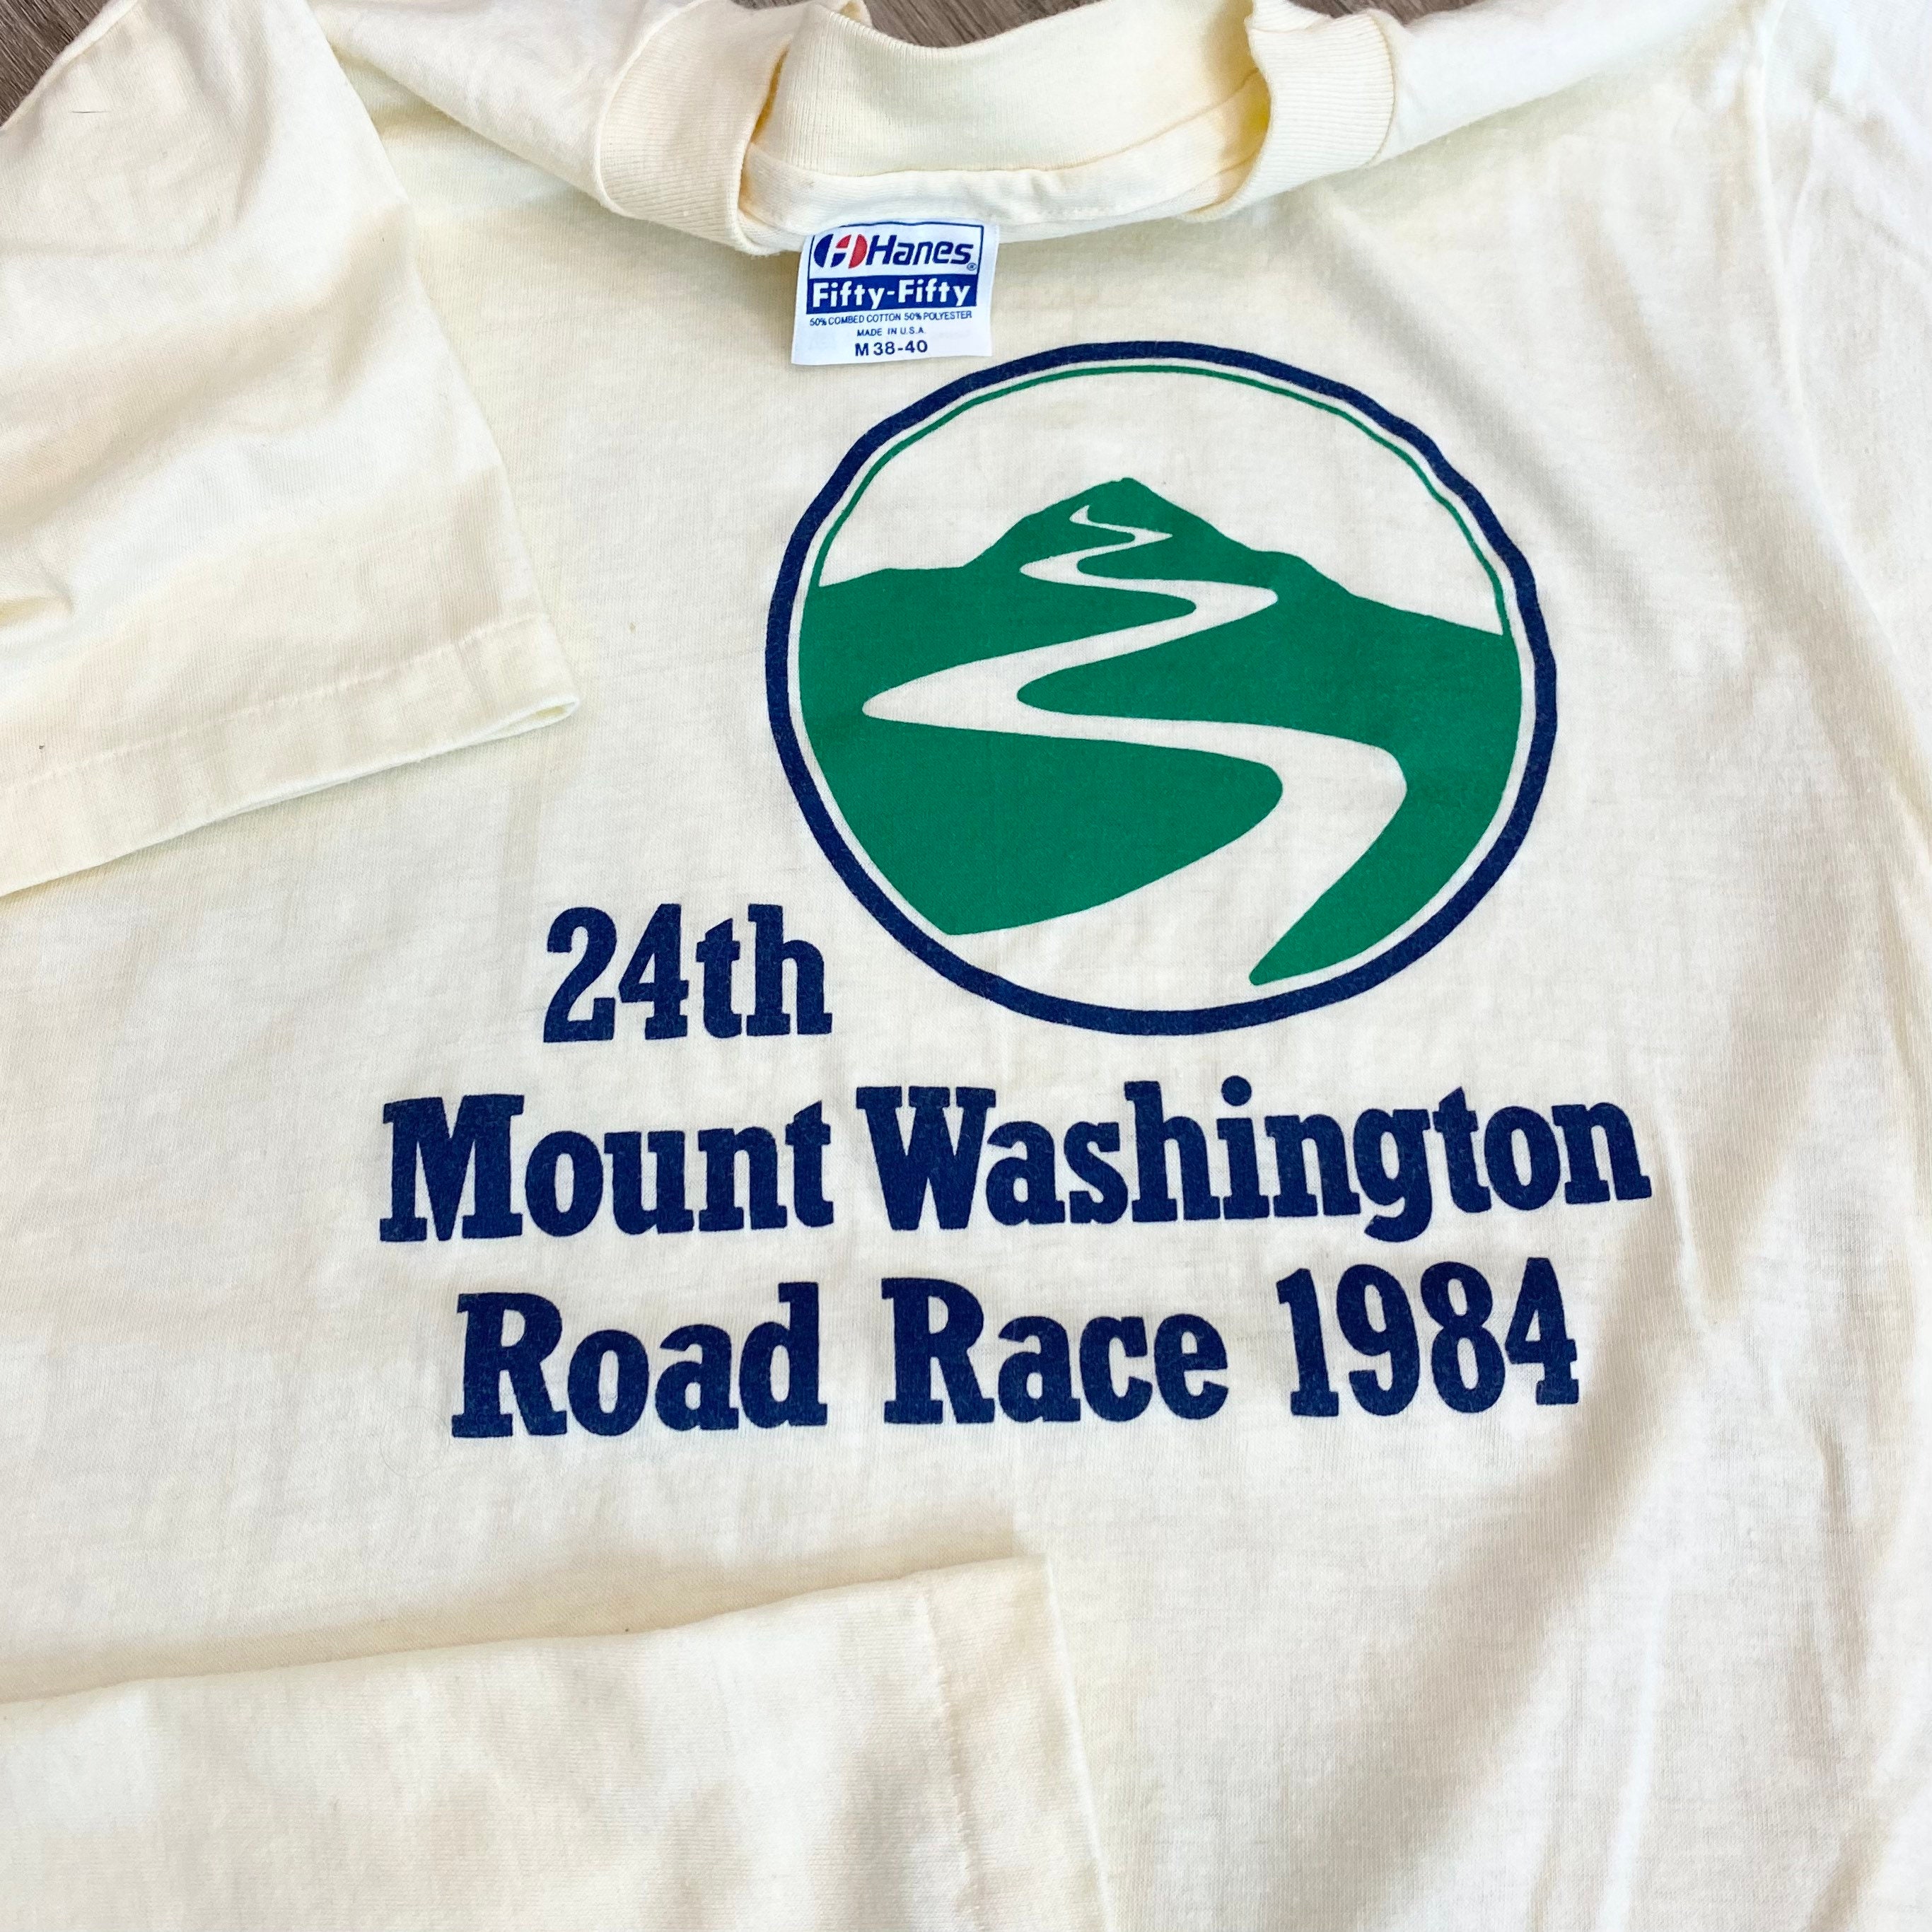 Hanes®
Fifty-Fifty
50% COMBED COTTON 50% POLYESTER
MADE IN U.S.A.
M 38-40
24th
Mount Washington
Road Race 1984